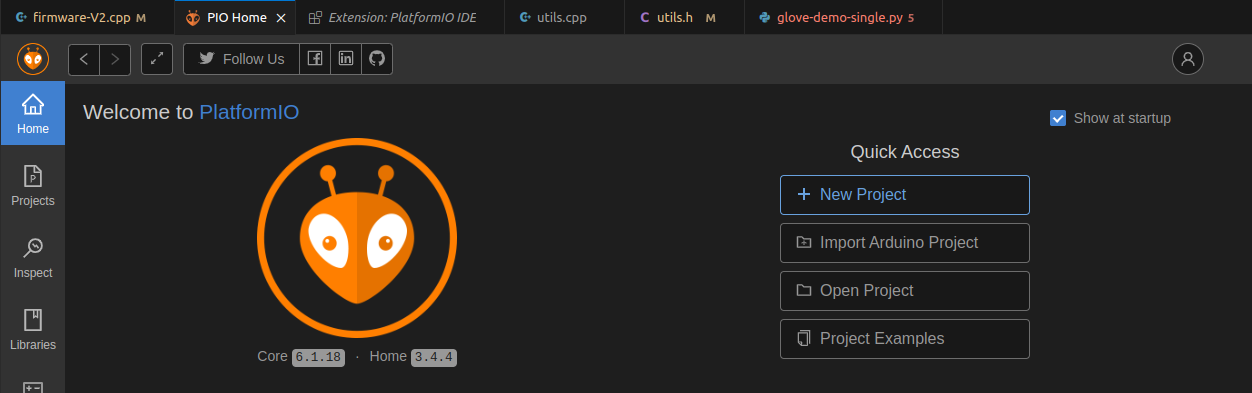 firmware-V2.cpp M PIO Home Extension: PlatformIO IDE utils.cpp C utils.h M glove-demo-single.py 5
Follow Us
Home
Projects
Inspect
Libraries
Welcome to PlatformIO
Show at startup
Quick Access
New Project
Import Arduino Project
Open Project
Project Examples
Core 6.1.18 · Home 3.4.4